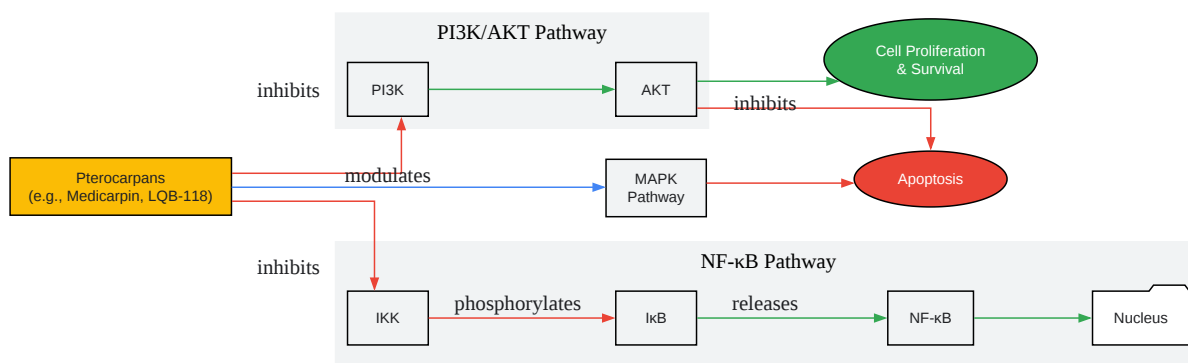 PI3K/AKT Pathway
Cell Proliferation
& Survival
inhibits
PI3K
AKT
inhibits
Pterocarpans
(e.g., Medicarpin, LQB-118)
modulates
MAPK
Pathway
Apoptosis
inhibits
NF-κB Pathway
IKK
phosphorylates
IκB
releases
NF-κB
Nucleus